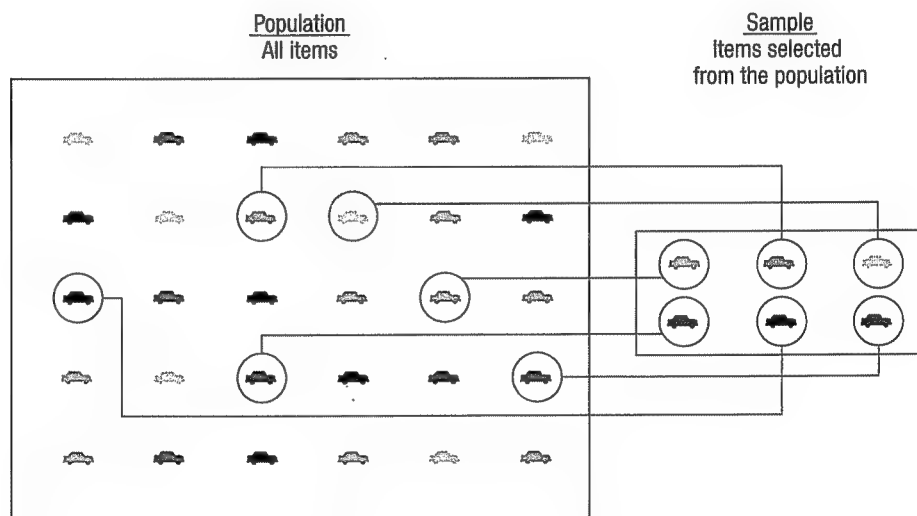 Population
All items
Sample
Items selected
from the population